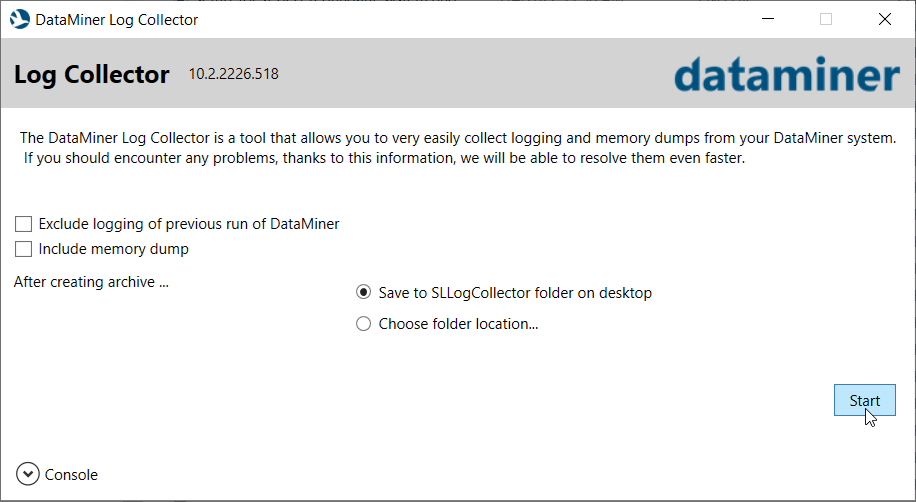 DataMiner Log Collector
Log Collector 10.2.2226.518
dataminer
The DataMiner Log Collector is a tool that allows you to very easily collect logging and memory dumps from your DataMiner system.
If you should encounter any problems, thanks to this information, we will be able to resolve them even faster.
Exclude logging of previous run of DataMiner
Include memory dump
After creating archive ...
Save to SLLogCollector folder on desktop
Choose folder location...
Start
Console